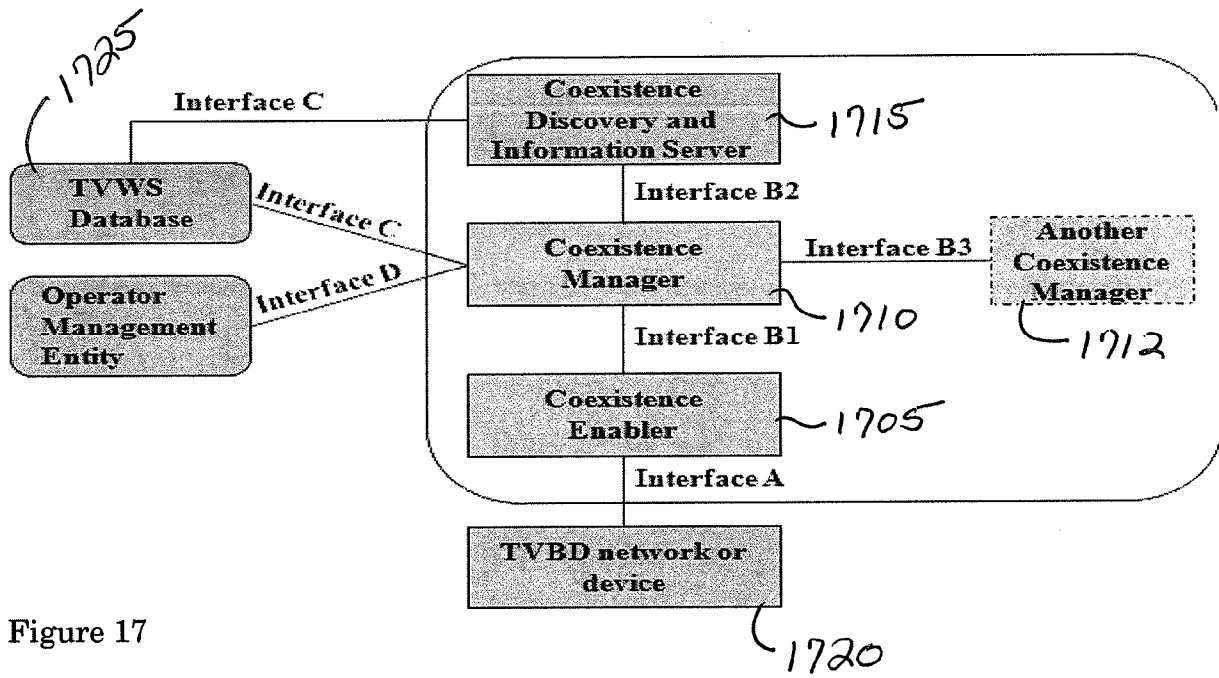 1725
Interface C
Coexistence
Discovery and
Information Server
1715
TVWS
Database
Interface C
Interface B2
Operator
Management
Entity
Interface D
Coexistence
Manager
1710
Interface B3
Another
Coexistence
Manager
1712
Interface B1
Coexistence
Enabler
1705
Interface A
TVBD network or
device
1720
Figure 17